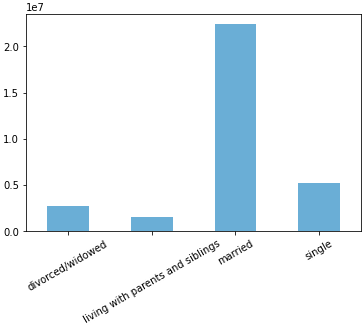 1e7
2.0
1.5
1.0
0.5
0.0
divorced/widowed
living with parents and siblings
married
single